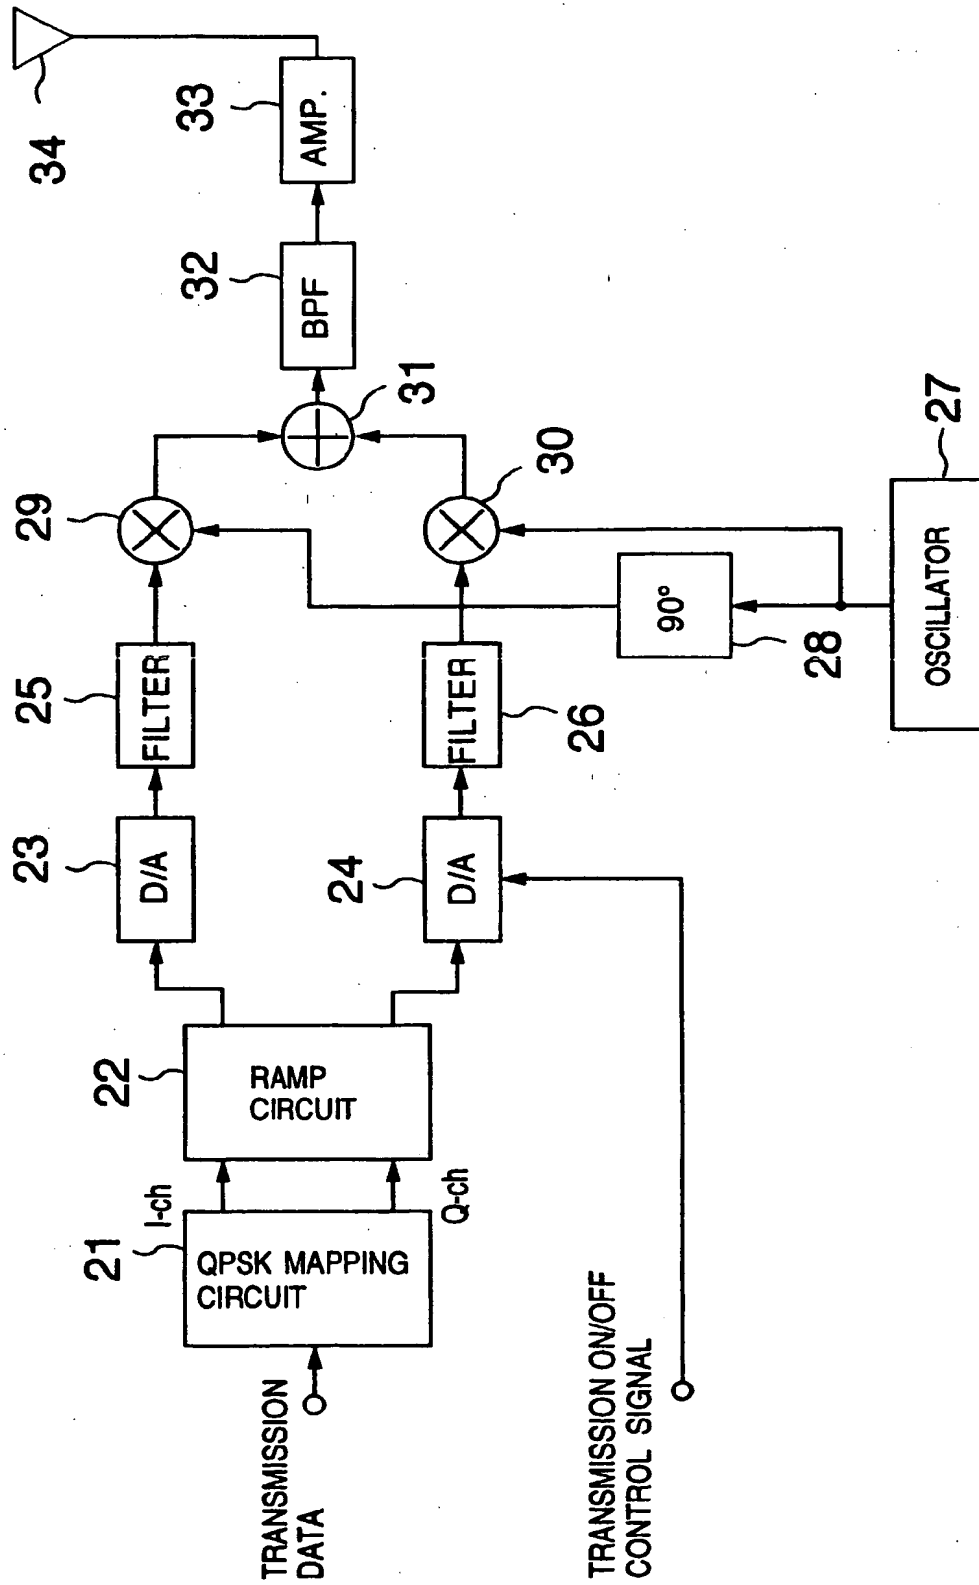 TRANSMISSION
DATA
21
QPSK MAPPING
CIRCUIT
I-ch
Q-ch
22
RAMP
CIRCUIT
23
D/A
24
D/A
25
FILTER
26
FILTER
29
30
31
32
BPF
33
AMP.
34
28
90°
27
OSCILLATOR
TRANSMISSION ON/OFF
CONTROL SIGNAL